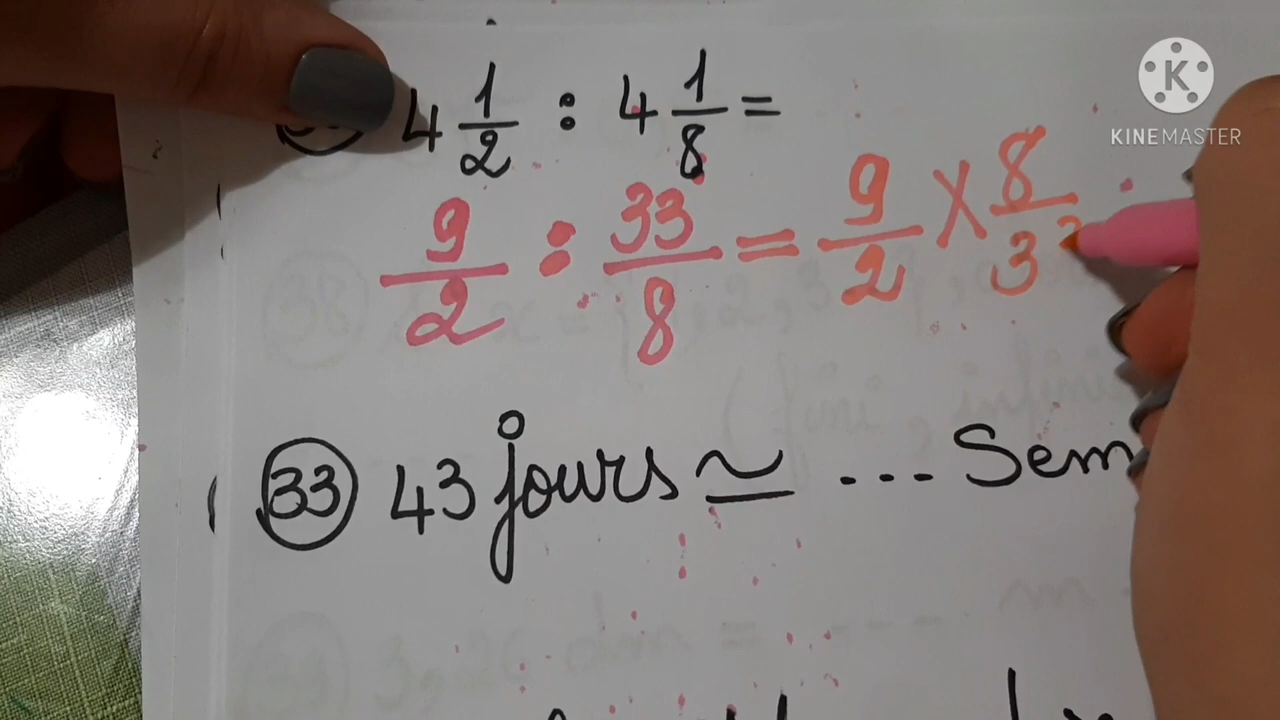 4 1/2 : 4 1/8 =
9/2 : 33/8 = 9/2 X 8/33
33 43 jours ≃ ... Sem
K
KINEMASTER